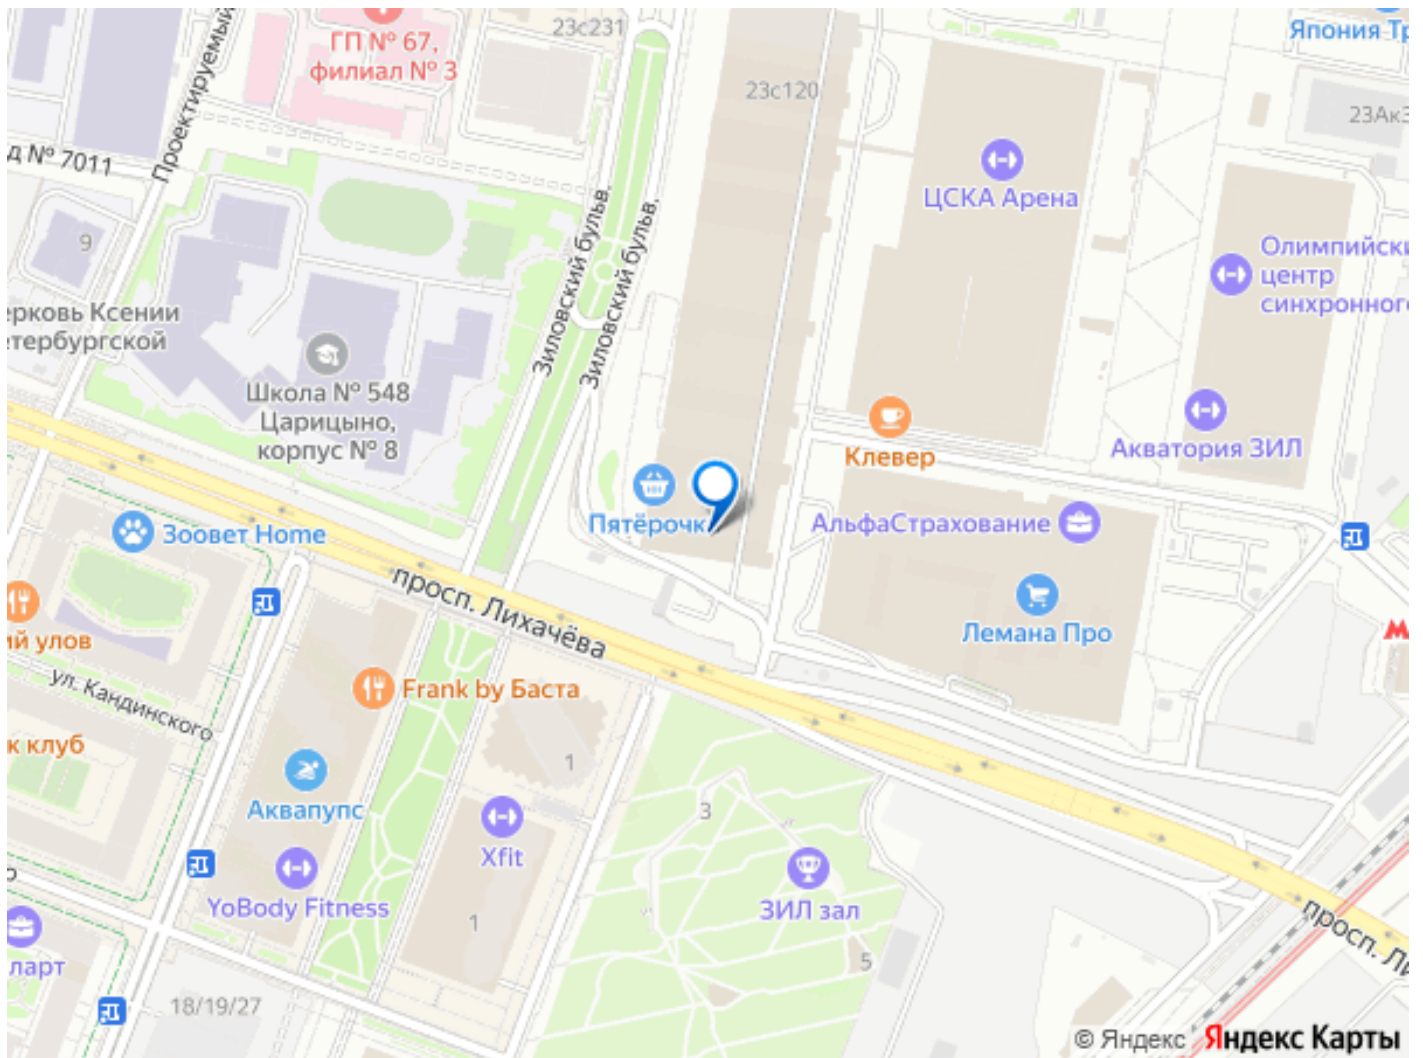 23с231
ГП № 67,
филиал № 3
Япония Тр
Проектируемый
23с120
23Ак3
д № 7011
ЦСКА Арена
Зиловский бульв.
Зиловский бульв.
9
Олимпийски
центр
синхронного
ерковь Ксении
тербургской
Школа № 548
Царицыно,
корпус № 8
Клевер
Акватория ЗИЛ
Пятёрочк
АльфаСтрахование
Зоовет Home
просп. Лихачёва
Лемана Про
М
ий улов
ул. Кандинского
Frank by Баста
к клуб
1
Аквапупс
3
Xfit
YoBody Fitness
ЗИЛ зал
1
просп. Ли
5
ларт
18/19/27
© Яндекс Яндекс Карты